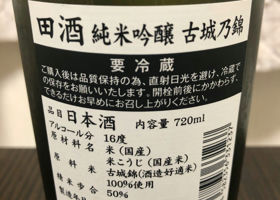 田酒 純米吟醸 古城乃錦
要冷蔵
ご購入後は品質保持の為、直射日光を避け、冷蔵で
の保存をお願いします。開栓前後にかかわらず、
できるだけお早めにお召し上がりください。
品目 日本酒 内容量 720ml
アルコール分 16度
原材料名 米(国産)
米こうじ(国産米)
原料米 古城錦(酒造好適米)
100%使用
精米歩合 50%
製造年月